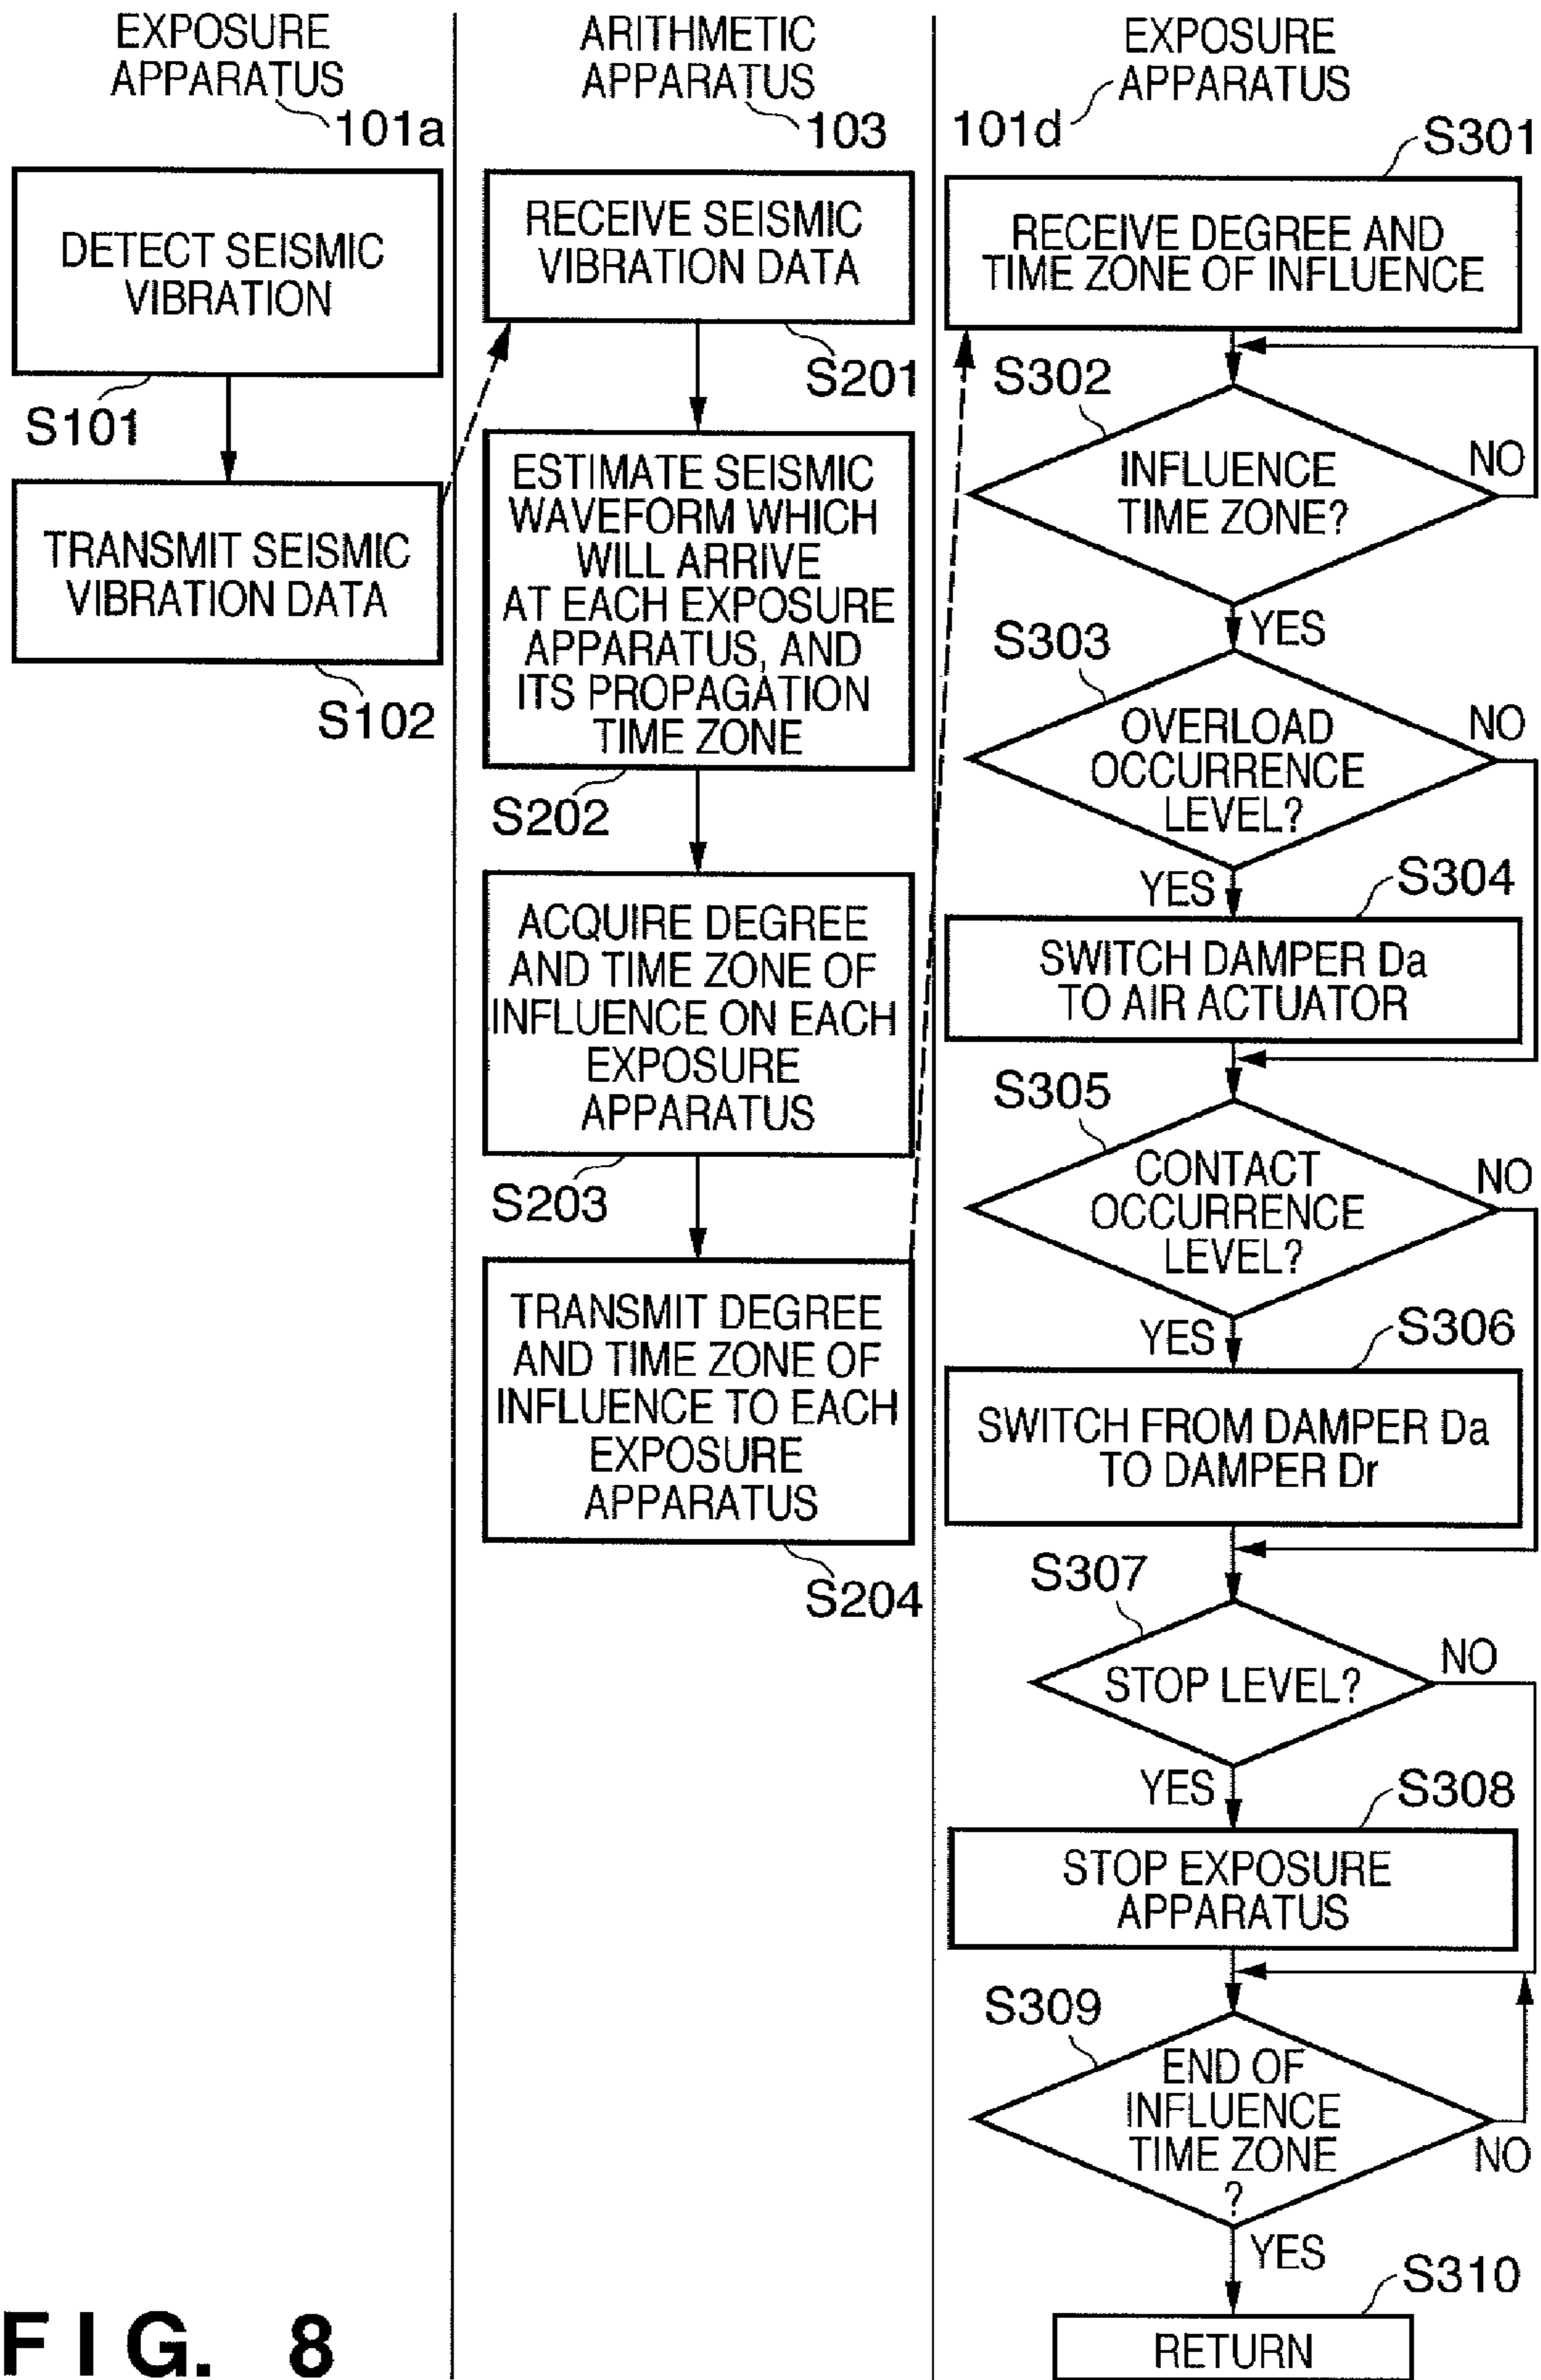 EXPOSURE
APPARATUS
101a
DETECT SEISMIC
VIBRATION
S101
TRANSMIT SEISMIC
VIBRATION DATA
S102
ARITHMETIC
APPARATUS
103
RECEIVE SEISMIC
VIBRATION DATA
S201
ESTIMATE SEISMIC
WAVEFORM WHICH
WILL ARRIVE
AT EACH EXPOSURE
APPARATUS, AND
ITS PROPAGATION
TIME ZONE
S202
ACQUIRE DEGREE
AND TIME ZONE OF
INFLUENCE ON EACH
EXPOSURE
APPARATUS
S203
TRANSMIT DEGREE
AND TIME ZONE OF
INFLUENCE TO EACH
EXPOSURE
APPARATUS
S204
EXPOSURE
APPARATUS
101d
S301
RECEIVE DEGREE AND
TIME ZONE OF INFLUENCE
S302
INFLUENCE
TIME ZONE?
NO
YES
S303
OVERLOAD
OCCURRENCE
LEVEL?
NO
YES
S304
SWITCH DAMPER Da
TO AIR ACTUATOR
S305
CONTACT
OCCURRENCE
LEVEL?
NO
YES
S306
SWITCH FROM DAMPER Da
TO DAMPER Dr
S307
STOP LEVEL?
NO
YES
S308
STOP EXPOSURE
APPARATUS
S309
END OF
INFLUENCE
TIME ZONE
?
NO
YES
S310
RETURN
FIG. 8